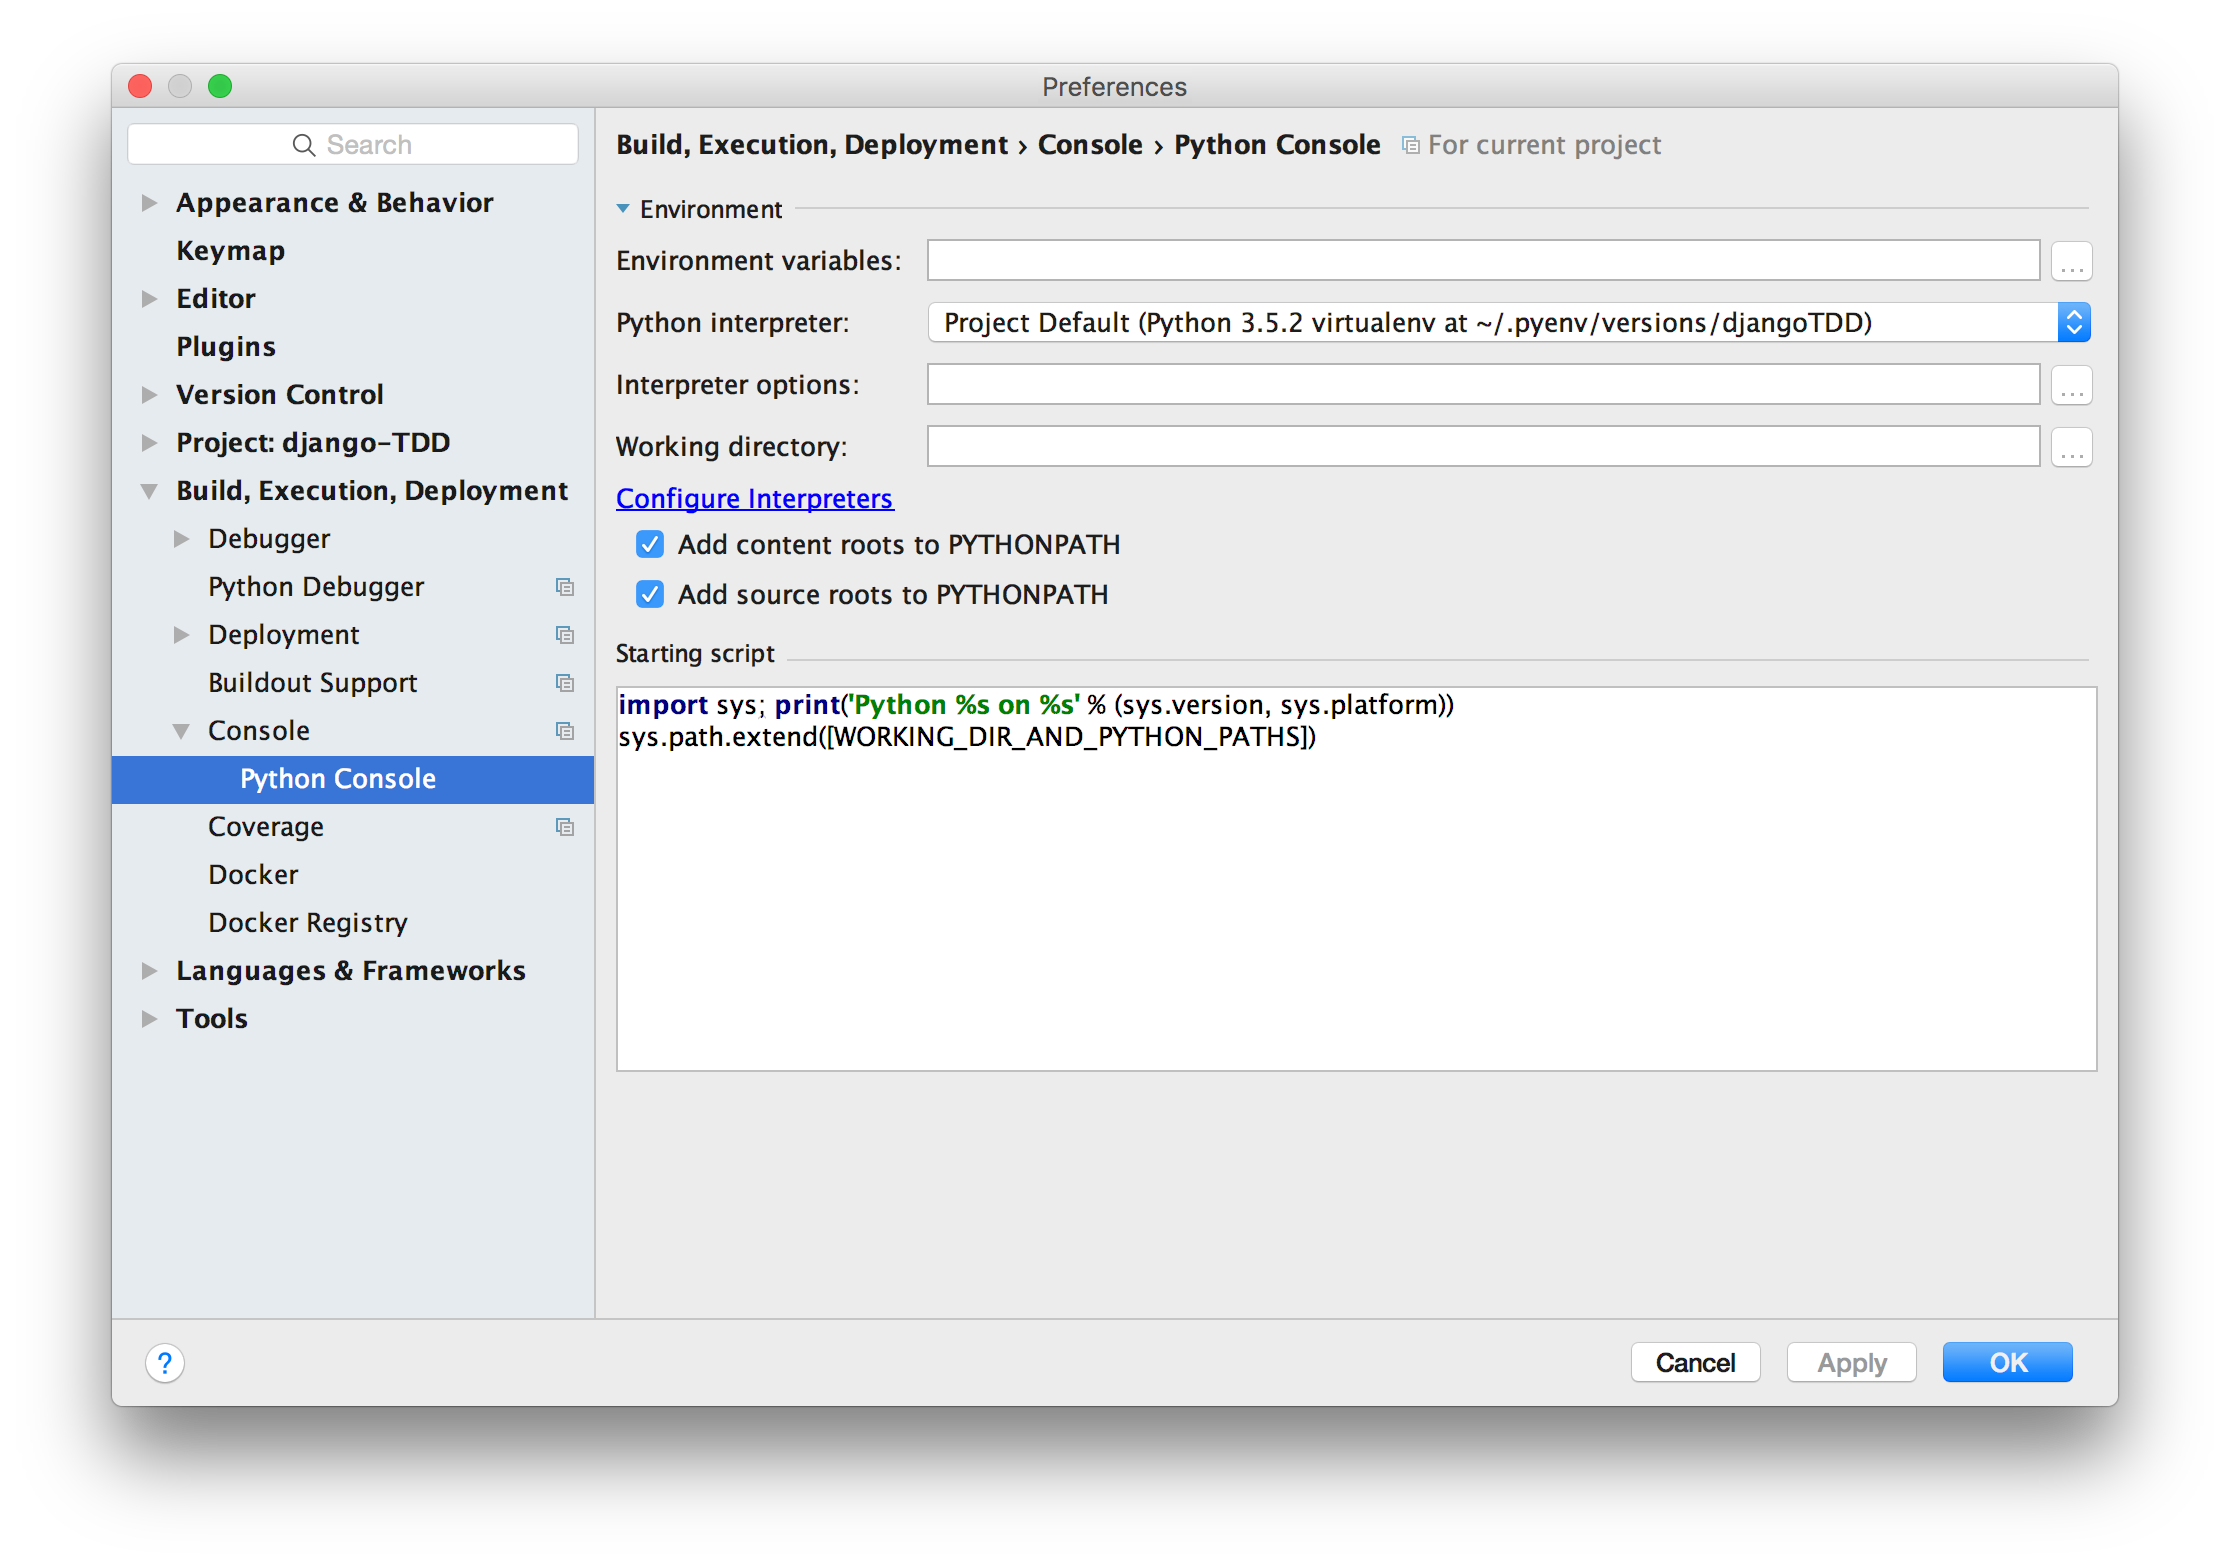 Preferences
Search
Appearance & Behavior
Keymap
Editor
Plugins
Version Control
Project: django-TDD
Build, Execution, Deployment
Debugger
Python Debugger
Deployment
Buildout Support
Console
Python Console
Coverage
Docker
Docker Registry
Languages & Frameworks
Tools
Build, Execution, Deployment › Console › Python Console For current project
Environment
Environment variables:
...
Python interpreter: Project Default (Python 3.5.2 virtualenv at ~/.pyenv/versions/djangoTDD)
Interpreter options:
...
Working directory:
...
Configure Interpreters
Add content roots to PYTHONPATH
Add source roots to PYTHONPATH
Starting script
import sys; print('Python %s on %s' % (sys.version, sys.platform))
sys.path.extend([WORKING_DIR_AND_PYTHON_PATHS])
?
Cancel Apply OK